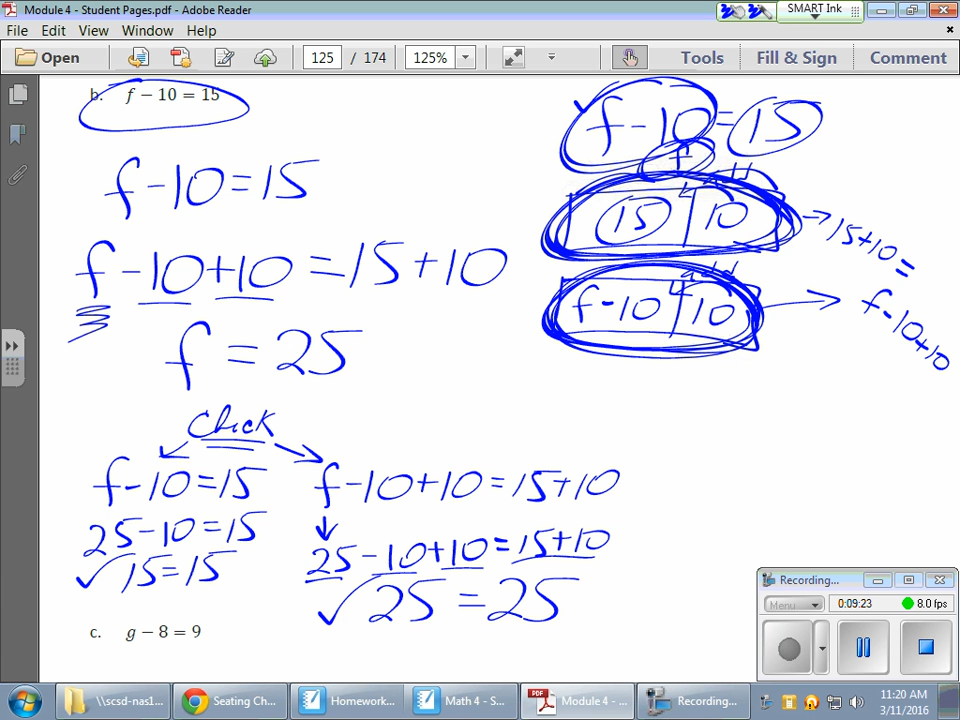 Module 4 - Student Pages.pdf - Adobe Reader
SMART Ink
File Edit View Window Help
Open 125 / 174 125% Tools Fill & Sign Comment
b. f − 10 = 15
f-10=15
f-10=15
f
add
15 10 → 15+10=
f-10+10=15+10
add
f-10 10 → f-10+10
f=25
Check
f-10=15 f-10+10=15+10
25-10=15 25-10+10=15+10
✓15=15 ✓25=25
c. g − 8 = 9
Recording...
Menu 0:09:23 8.0 fps
\\scsd-nas1... Seating Ch... Homework... Math 4 - S... Module 4 - ... Recording...
11:20 AM
3/11/2016